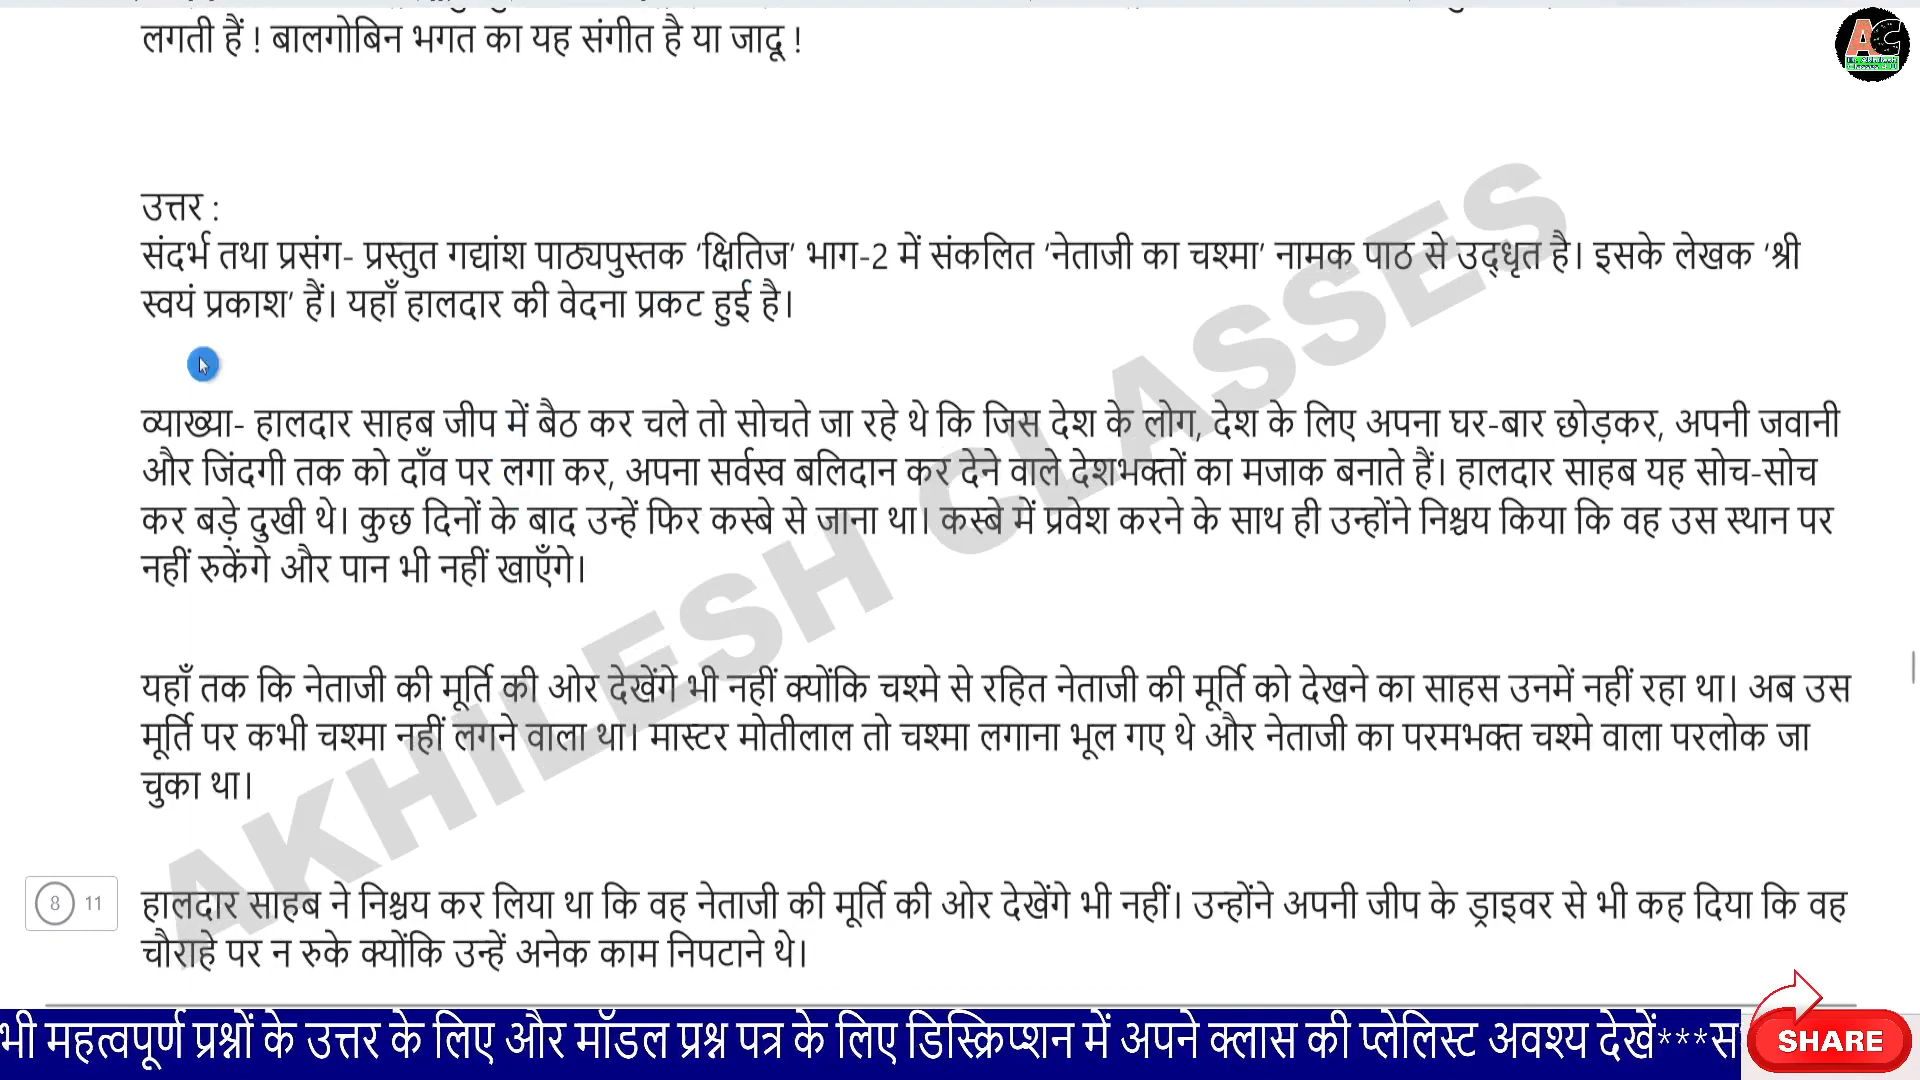 लगती हैं ! बालगोबिन भगत का यह संगीत है या जादू !
उत्तर :
संदर्भ तथा प्रसंग- प्रस्तुत गद्यांश पाठ्यपुस्तक ‘क्षितिज’ भाग-2 में संकलित ‘नेताजी का चश्मा’ नामक पाठ से उद्धृत है। इसके लेखक ‘श्री
स्वयं प्रकाश’ हैं। यहाँ हालदार की वेदना प्रकट हुई है।
व्याख्या- हालदार साहब जीप में बैठ कर चले तो सोचते जा रहे थे कि जिस देश के लोग, देश के लिए अपना घर-बार छोड़कर, अपनी जवानी
और जिंदगी तक को दाँव पर लगा कर, अपना सर्वस्व बलिदान कर देने वाले देशभक्तों का मजाक बनाते हैं। हालदार साहब यह सोच-सोच
कर बड़े दुखी थे। कुछ दिनों के बाद उन्हें फिर कस्बे से जाना था। कस्बे में प्रवेश करने के साथ ही उन्होंने निश्चय किया कि वह उस स्थान पर
नहीं रुकेंगे और पान भी नहीं खाएँगे।
यहाँ तक कि नेताजी की मूर्ति की ओर देखेंगे भी नहीं क्योंकि चश्मे से रहित नेताजी की मूर्ति को देखने का साहस उनमें नहीं रहा था। अब उस
मूर्ति पर कभी चश्मा नहीं लगने वाला था। मास्टर मोतीलाल तो चश्मा लगाना भूल गए थे और नेताजी का परमभक्त चश्मे वाला परलोक जा
चुका था।
AKHILESH CLASSES
8 11
हालदार साहब ने निश्चय कर लिया था कि वह नेताजी की मूर्ति की ओर देखेंगे भी नहीं। उन्होंने अपनी जीप के ड्राइवर से भी कह दिया कि वह
चौराहे पर न रुके क्योंकि उन्हें अनेक काम निपटाने थे।
भी महत्वपूर्ण प्रश्नों के उत्तर के लिए और मॉडल प्रश्न पत्र के लिए डिस्क्रिप्शन में अपने क्लास की प्लेलिस्ट अवश्य देखें***स
SHARE
AC